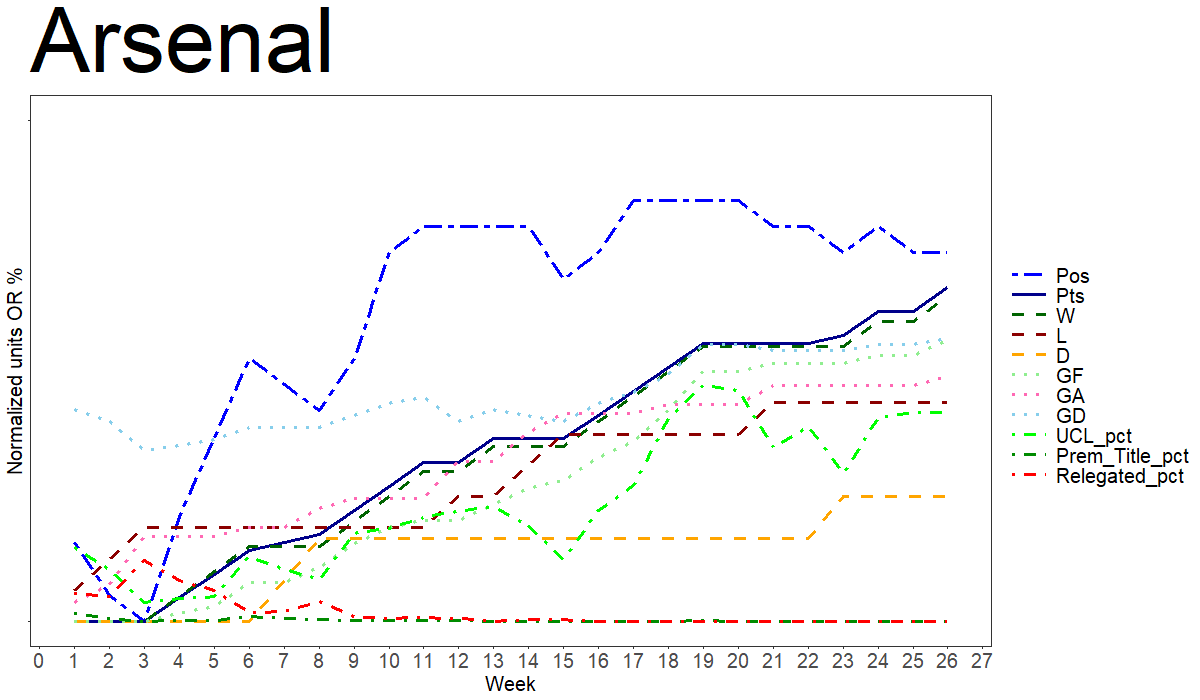 Arsenal
Normalized units OR %
Pos
Pts
W
L
D
GF
GA
GD
UCL_pct
Prem_Title_pct
Relegated_pct
0 1 2 3 4 5 6 7 8 9 10 11 12 13 14 15 16 17 18 19 20 21 22 23 24 25 26 27
Week